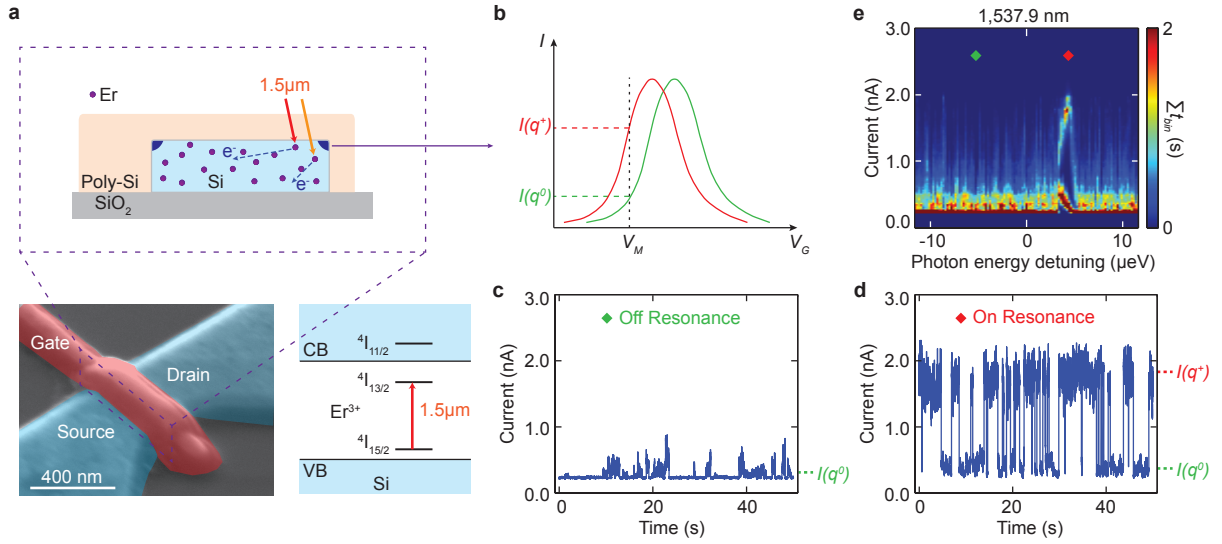 a
Er
1.5µm
e⁻
e⁻
Poly-Si
Si
SiO₂
Gate
Drain
Source
400 nm
CB
⁴I₁₁/₂
⁴I₁₃/₂
Er³⁺
1.5µm
⁴I₁₅/₂
VB
Si
b
I
I(q⁺)
I(q⁰)
V_M
V_G
c
3.0
2.0
1.0
0.0
Current (nA)
Off Resonance
I(q⁰)
0
20
40
Time (s)
d
3.0
2.0
1.0
0.0
Current (nA)
On Resonance
I(q⁺)
I(q⁰)
0
20
40
Time (s)
e
1,537.9 nm
3.0
2.0
1.0
0.0
Current (nA)
-10
0
10
Photon energy detuning (µeV)
2
0
Σt_bin (s)